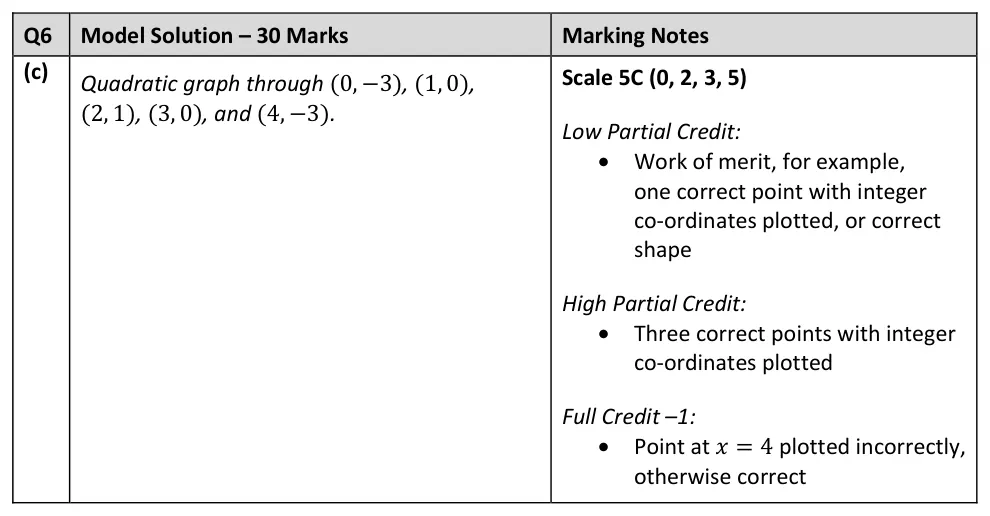 Q6 Model Solution – 30 Marks Marking Notes
(c)
Quadratic graph through (0, −3), (1, 0),
(2, 1), (3, 0), and (4, −3).
Scale 5C (0, 2, 3, 5)
Low Partial Credit:
• Work of merit, for example,
one correct point with integer
co-ordinates plotted, or correct
shape
High Partial Credit:
• Three correct points with integer
co-ordinates plotted
Full Credit –1:
• Point at 𝑥 = 4 plotted incorrectly,
otherwise correct